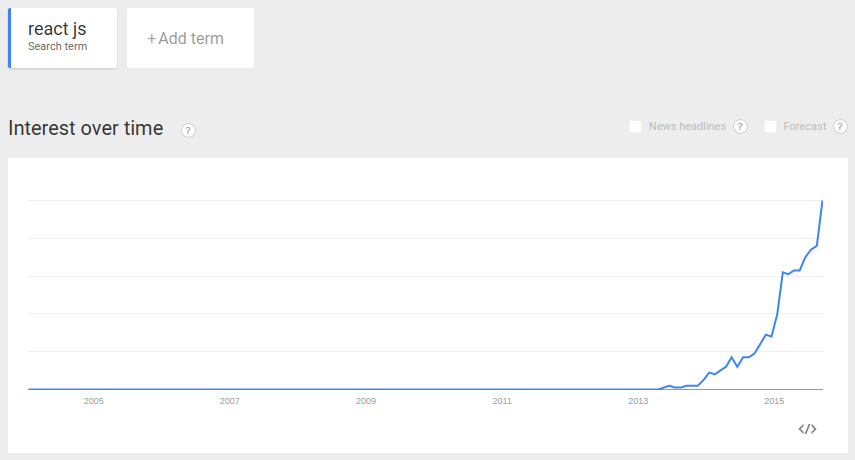 react js
Search term
+ Add term
Interest over time ?
News headlines ? Forecast ?
2005 2007 2009 2011 2013 2015
</>